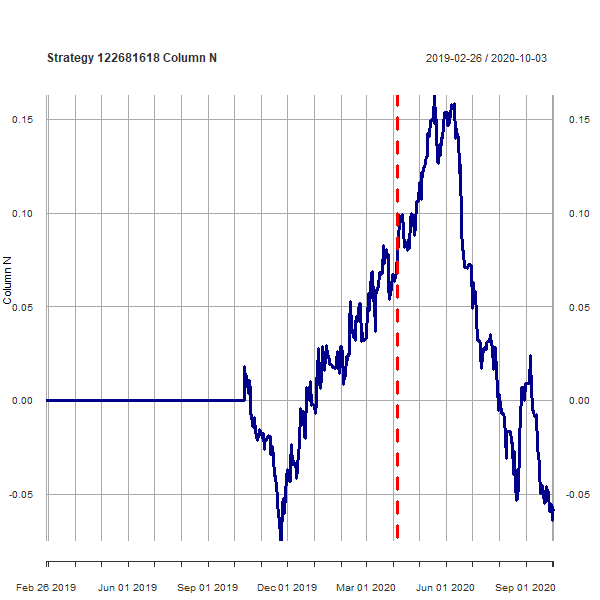 Strategy 122681618 Column N
2019-02-26 / 2020-10-03
Column N
0.15
0.10
0.05
0.00
-0.05
0.15
0.10
0.05
0.00
-0.05
Feb 26 2019
Jun 01 2019
Sep 01 2019
Dec 01 2019
Mar 01 2020
Jun 01 2020
Sep 01 2020